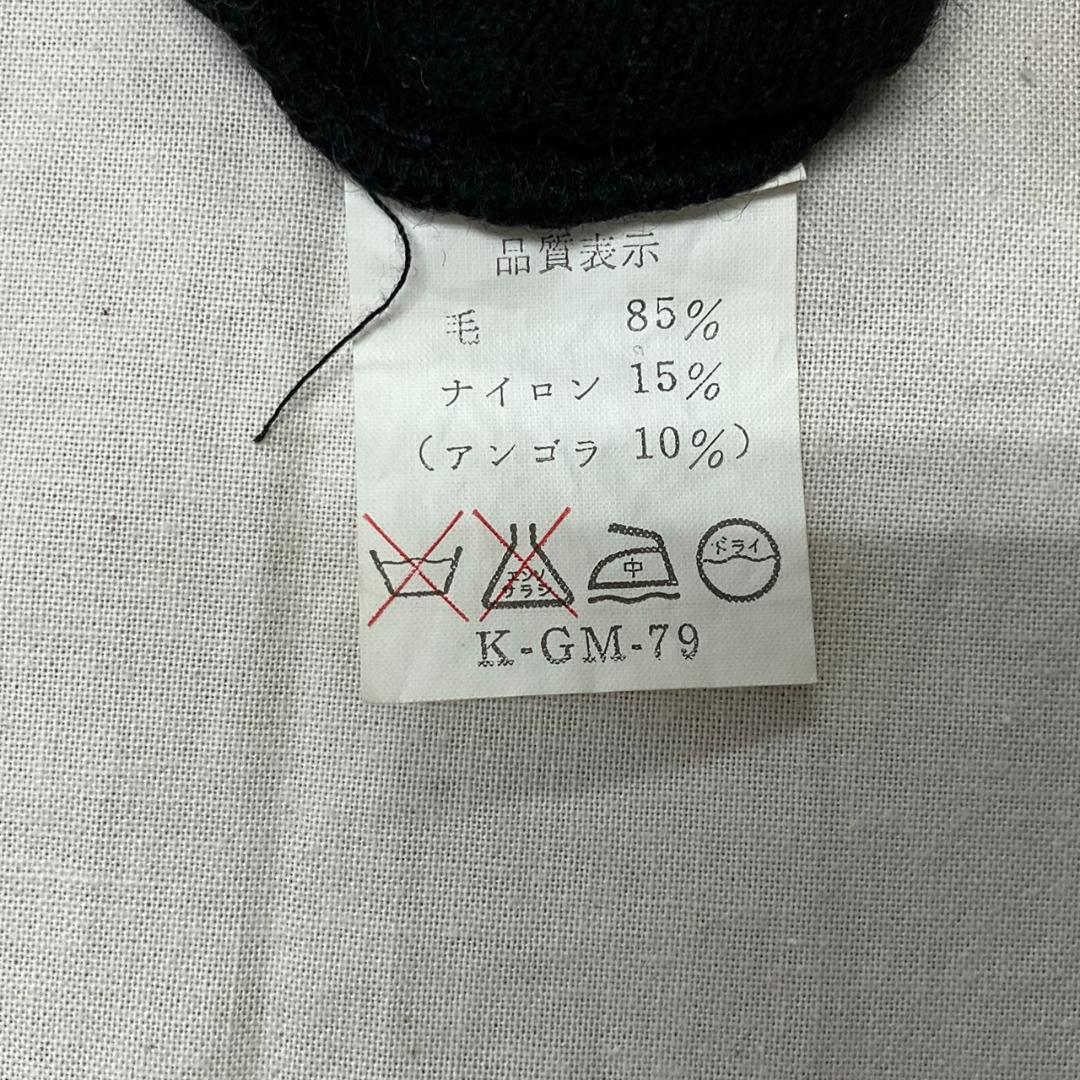 品質表示
毛 85%
ナイロン 15%
(アンゴラ 10%)
エンソ
サラシ
中
ドライ
K-GM-79